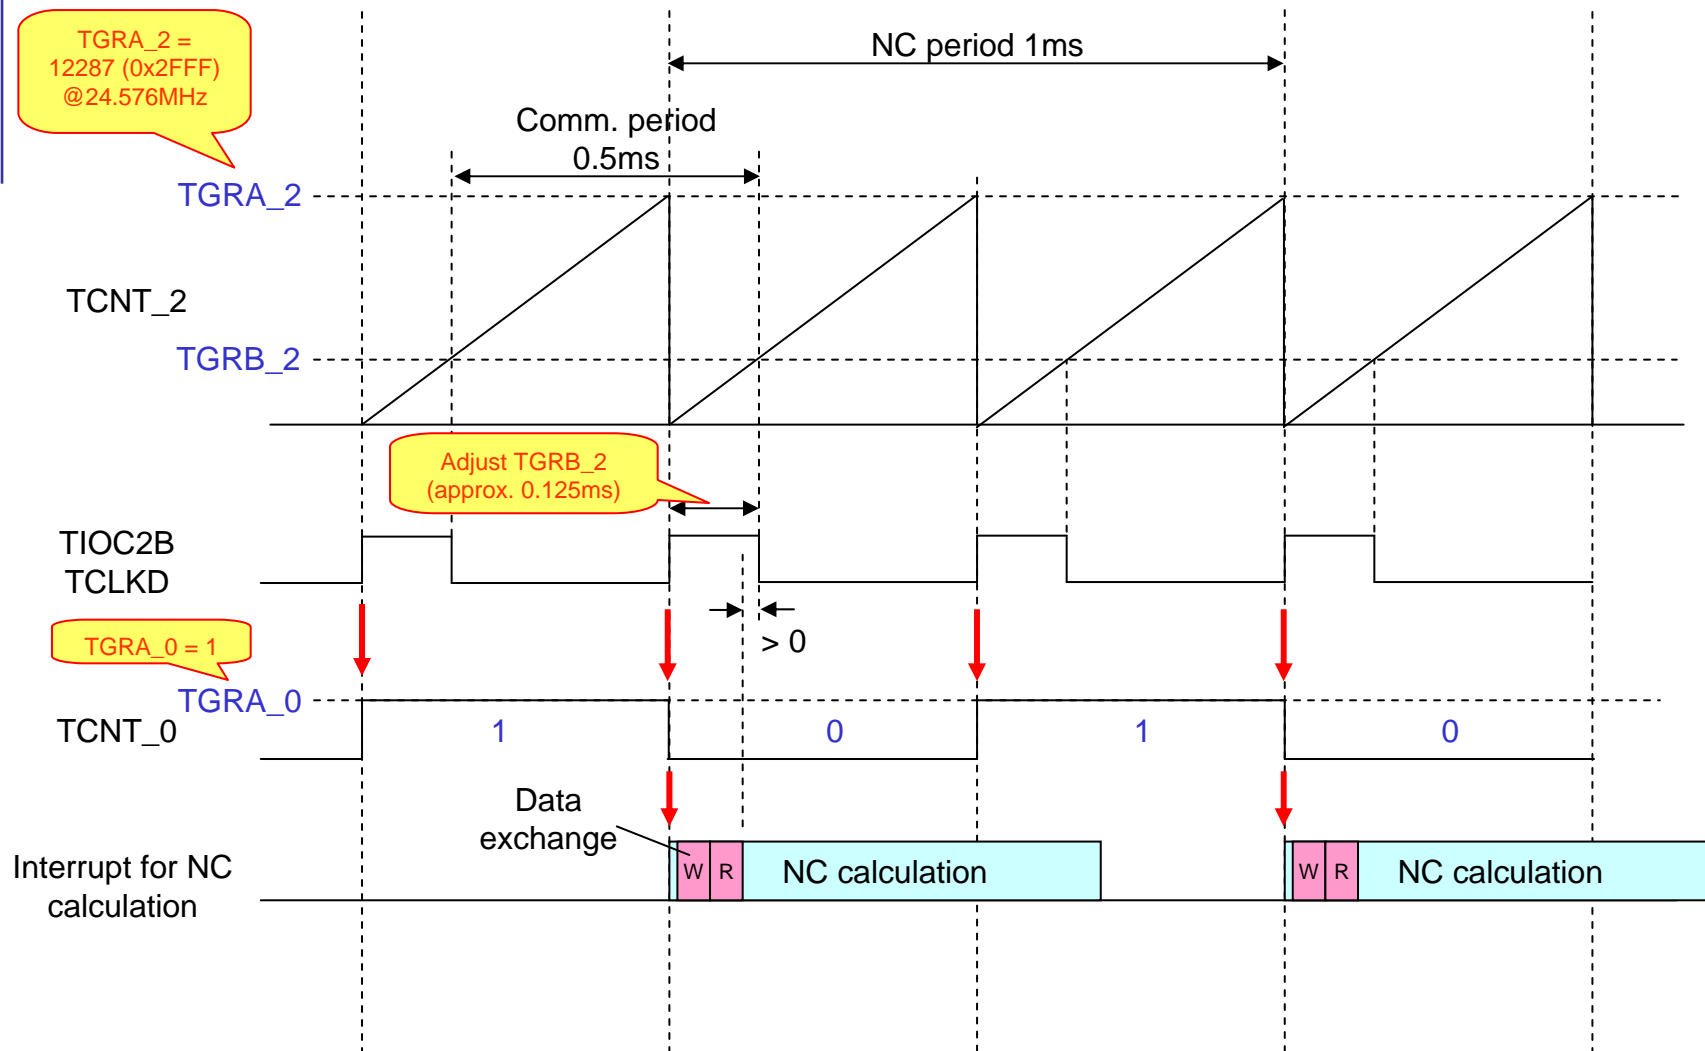 TGRA_2 =
12287 (0x2FFF)
@24.576MHz
NC period 1ms
Comm. period
0.5ms
TGRA_2
TCNT_2
TGRB_2
Adjust TGRB_2
(approx. 0.125ms)
TIOC2B
TCLKD
> 0
TGRA_0 = 1
TGRA_0
TCNT_0
1
0
1
0
Data
exchange
Interrupt for NC
calculation
W
R
NC calculation
W
R
NC calculation